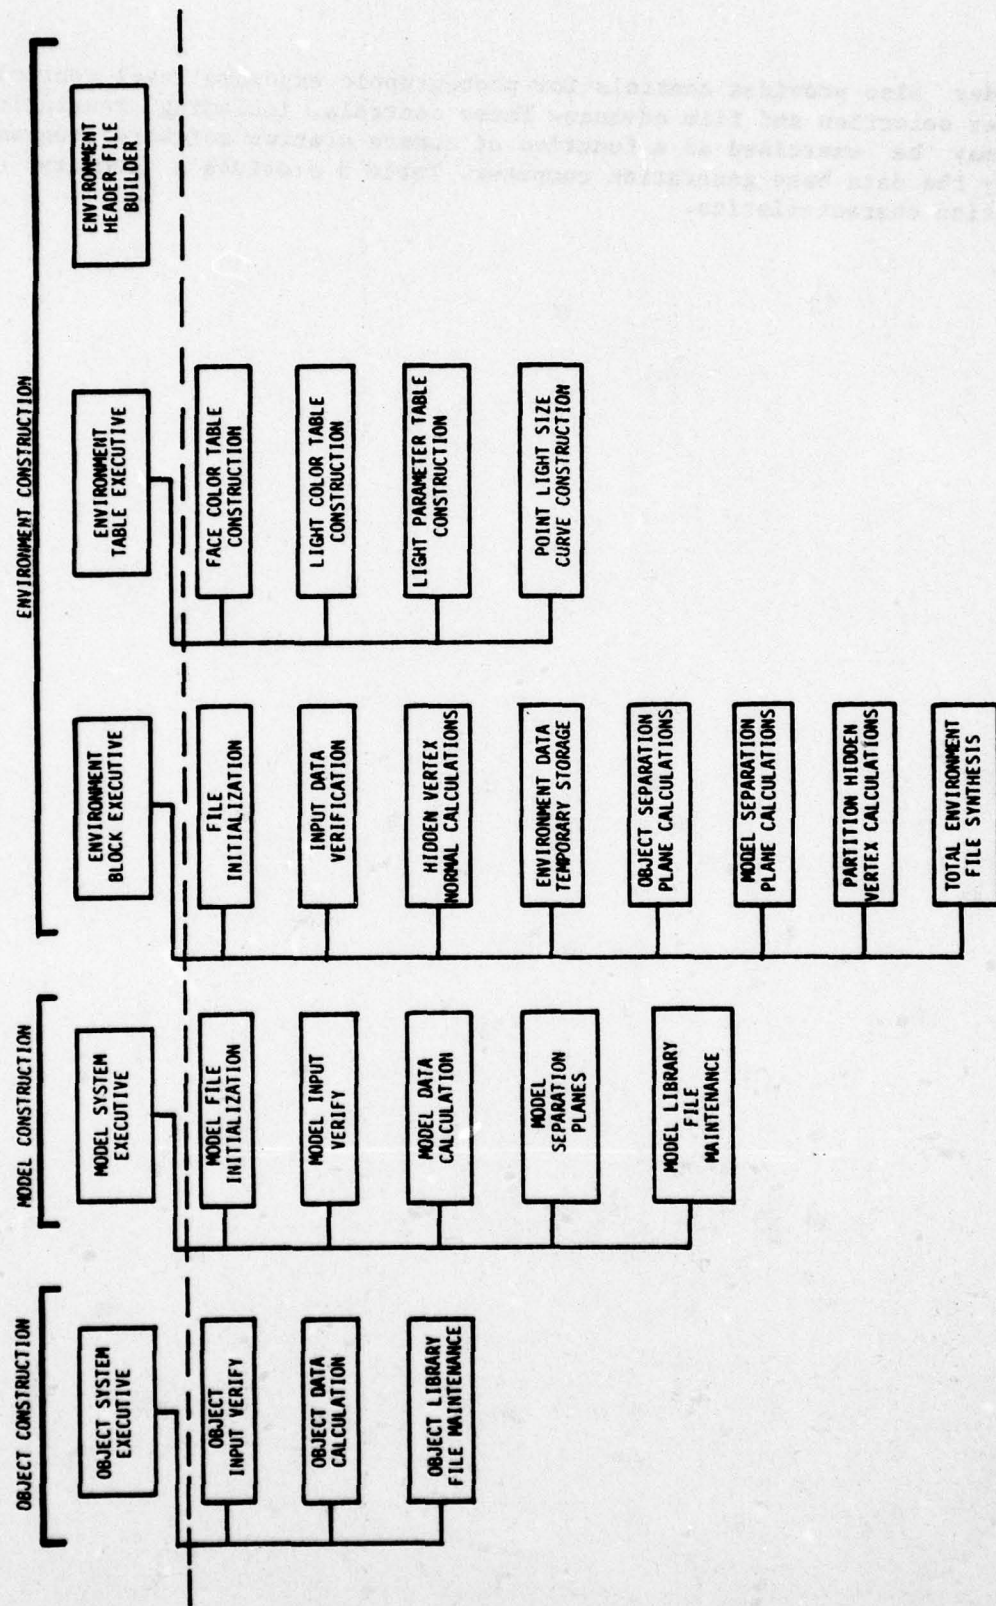 OBJECT CONSTRUCTION
OBJECT SYSTEM
EXECUTIVE
OBJECT
INPUT VERIFY
OBJECT DATA
CALCULATION
OBJECT LIBRARY
FILE MAINTENANCE
MODEL CONSTRUCTION
MODEL SYSTEM
EXECUTIVE
MODEL FILE
INITIALIZATION
MODEL INPUT
VERIFY
MODEL DATA
CALCULATION
MODEL
SEPARATION
PLANES
MODEL LIBRARY
FILE
MAINTENANCE
ENVIRONMENT CONSTRUCTION
ENVIRONMENT
BLOCK EXECUTIVE
FILE
INITIALIZATION
INPUT DATA
VERIFICATION
HIDDEN VERTEX
NORMAL CALCULATIONS
ENVIRONMENT DATA
TEMPORARY STORAGE
OBJECT SEPARATION
PLANE CALCULATIONS
MODEL SEPARATION
PLANE CALCULATIONS
PARTITION HIDDEN
VERTEX CALCULATIONS
TOTAL ENVIRONMENT
FILE SYNTHESIS
ENVIRONMENT
TABLE EXECUTIVE
FACE COLOR TABLE
CONSTRUCTION
LIGHT COLOR TABLE
CONSTRUCTION
LIGHT PARAMETER TABLE
CONSTRUCTION
POINT LIGHT SIZE
CURVE CONSTRUCTION
ENVIRONMENT
HEADER FILE
BUILDER